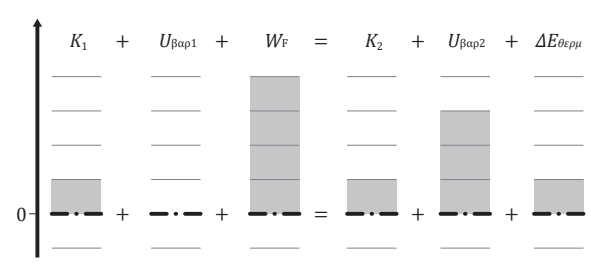 K₁ + Uβαρ1 + WF = K₂ + Uβαρ2 + ΔEθερμ
0 + + = + +